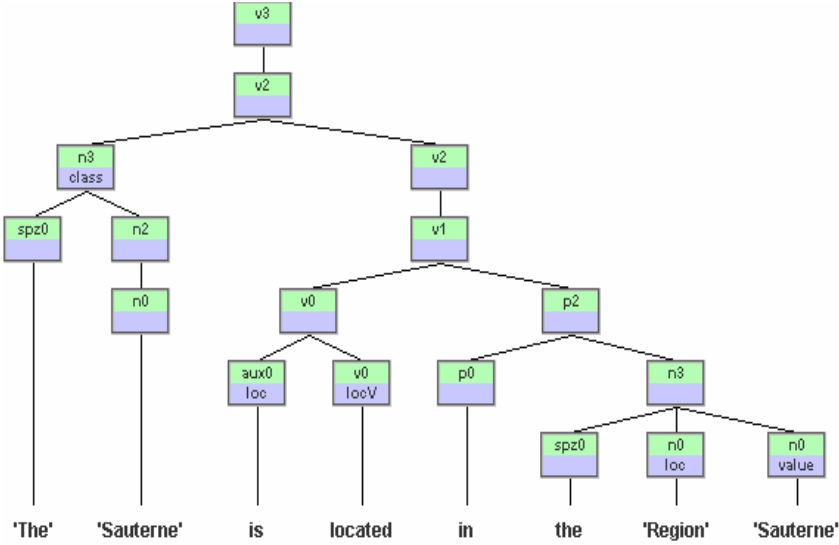 v3
v2
n3
class
v2
spz0
n2
v1
n0
v0
p2
aux0
loc
v0
locV
p0
n3
spz0
n0
loc
n0
value
'The' 'Sauterne' is located in the 'Region' 'Sauterne'